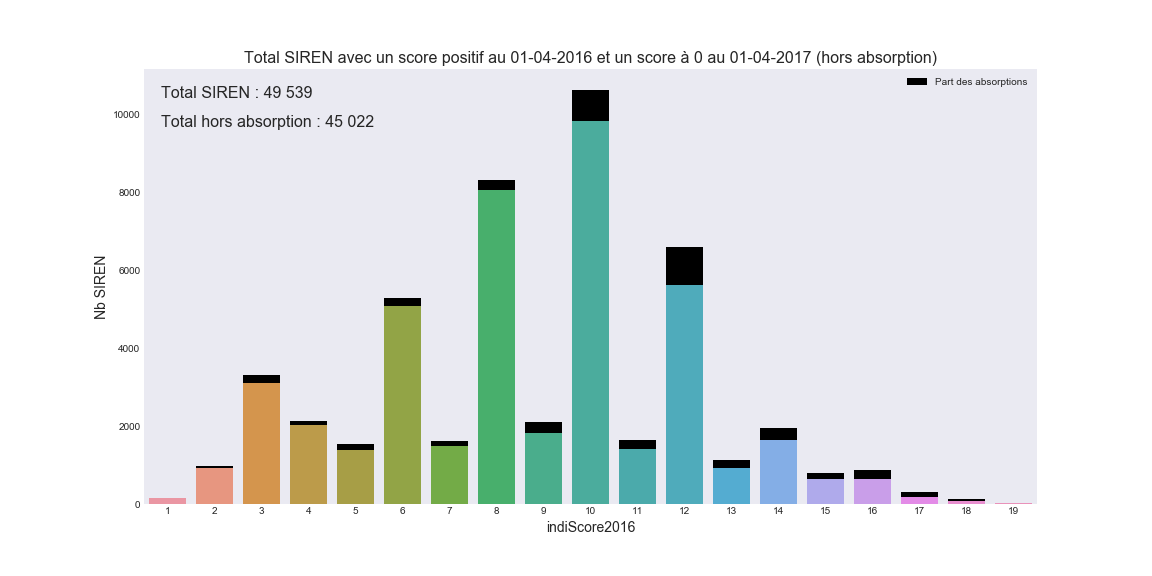 Total SIREN avec un score positif au 01-04-2016 et un score à 0 au 01-04-2017 (hors absorption)
Total SIREN : 49 539
Total hors absorption : 45 022
Part des absorptions
Nb SIREN
10000
8000
6000
4000
2000
0
1 2 3 4 5 6 7 8 9 10 11 12 13 14 15 16 17 18 19
indiScore2016